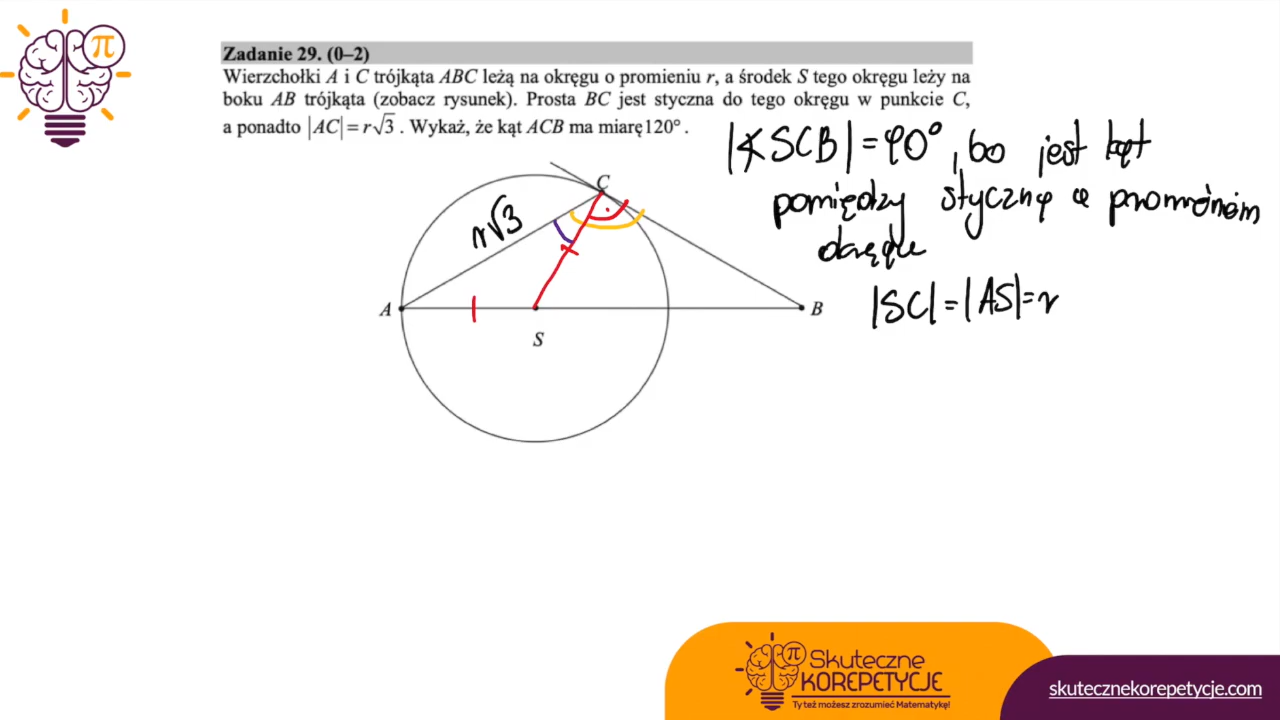 π
Zadanie 29. (0–2)
Wierzchołki A i C trójkąta ABC leżą na okręgu o promieniu r, a środek S tego okręgu leży na
boku AB trójkąta (zobacz rysunek). Prosta BC jest styczna do tego okręgu w punkcie C,
a ponadto |AC| = r√3 . Wykaż, że kąt ACB ma miarę 120° .
|∢SCB| = 90° , bo jest kąt
pomiędzy styczną a promieniem
okręgu
|SC| = |AS| = r
r√3
C
A
S
B
π
Skuteczne
KOREPETYCJE
Ty też możesz zrozumieć Matematykę!
skutecznekorepetycje.com